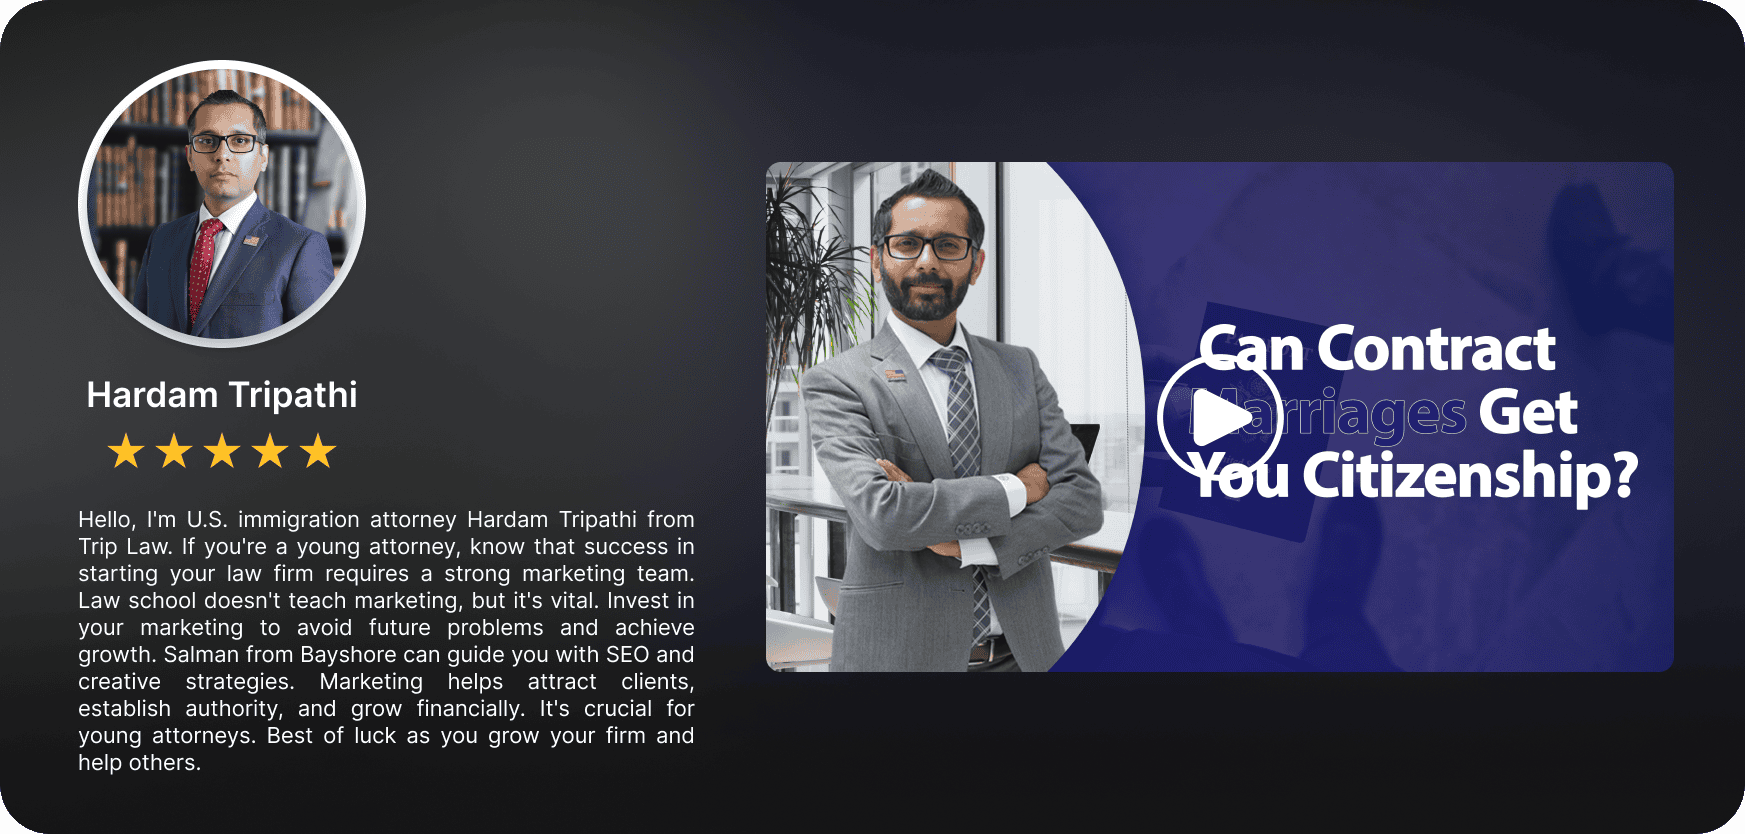 Hardam Tripathi
Hello, I'm U.S. immigration attorney Hardam Tripathi from
Trip Law. If you're a young attorney, know that success in
starting your law firm requires a strong marketing team.
Law school doesn't teach marketing, but it's vital. Invest in
your marketing to avoid future problems and achieve
growth. Salman from Bayshore can guide you with SEO and
creative strategies. Marketing helps attract clients,
establish authority, and grow financially. It's crucial for
young attorneys. Best of luck as you grow your firm and
help others.
Can Contract
Marriages Get
You Citizenship?